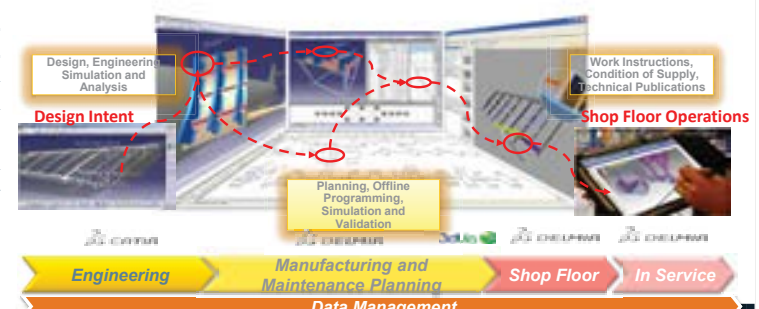 Design, Engineering
Simulation and
Analysis
Work Instructions,
Condition of Supply,
Technical Publications
Design Intent
Shop Floor Operations
Planning, Offline
Programming,
Simulation and
Validation
CATIA
DELMIA
3dvia
DELMIA
DELMIA
Engineering
Manufacturing and
Maintenance Planning
Shop Floor
In Service
Data Management